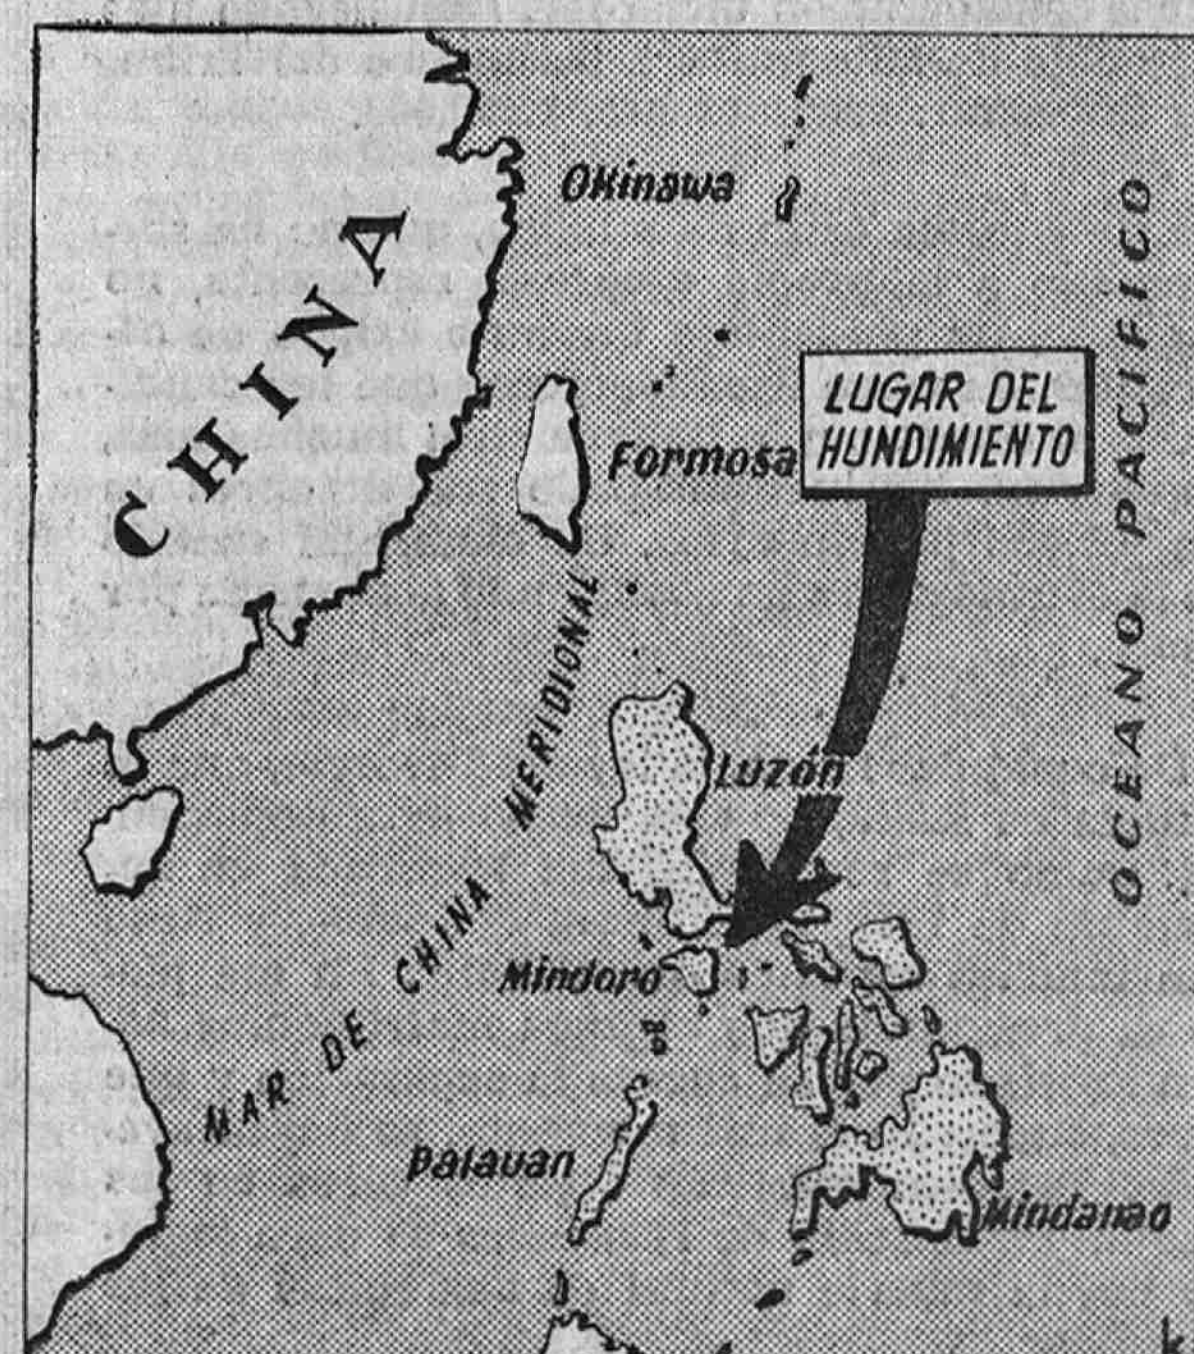 CHINA
Okinawa
OCEANO PACIFICO
LUGAR DEL
HUNDIMIENTO
Formosa
MAR DE CHINA MERIDIONAL
Luzón
Mindoro
Palauan
Mindanao
k